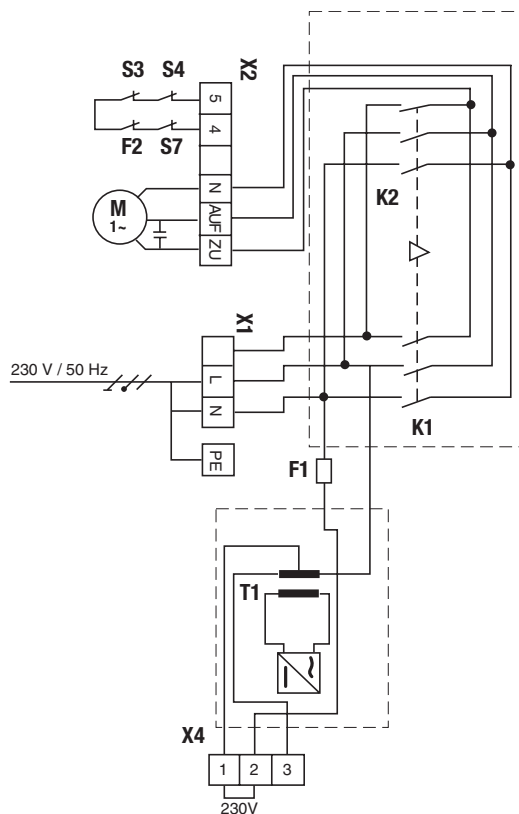 S3 S4
X2
5
F2 S7
4
K2
N
M
1~
AUF
ZU
X1
230 V / 50 Hz
L
N
K1
PE
F1
T1
X4
1 2 3
230V